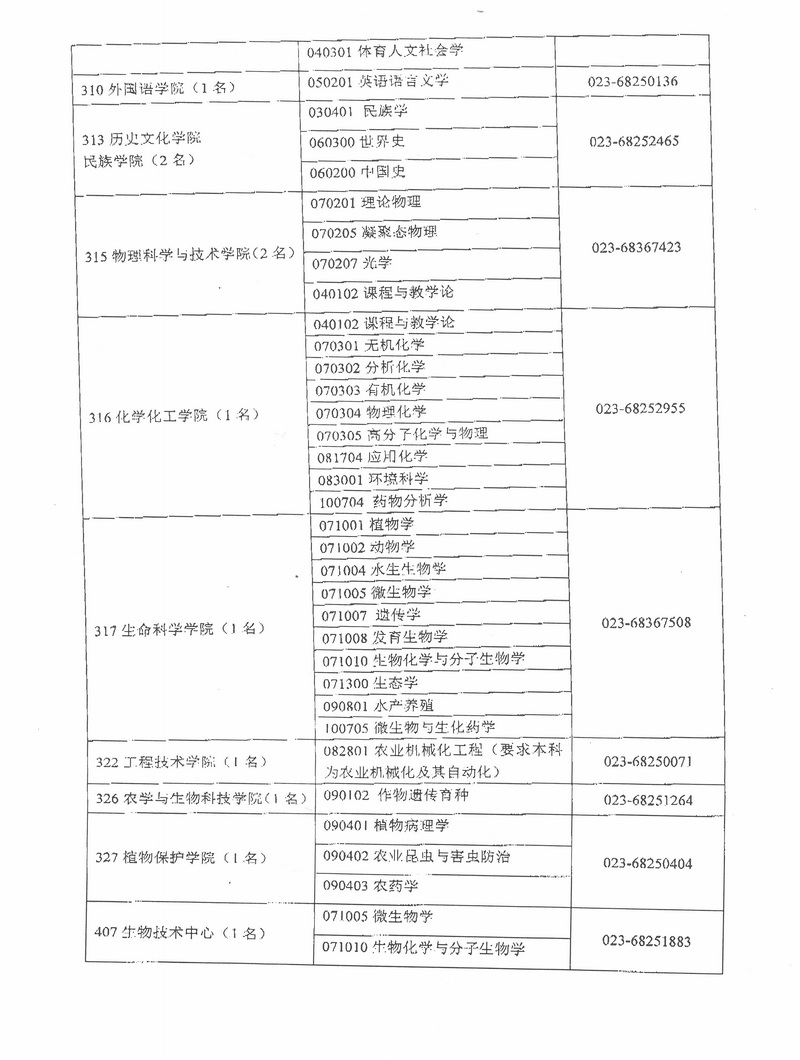 040301 体育人文社会学
310 外国语学院（1 名）
050201 英语语言文学
023-68250136
313 历史文化学院
民族学院（2 名）
030401 民族学
060300 世界史
060200 中国史
023-68252465
315 物理科学与技术学院（2 名）
070201 理论物理
070205 凝聚态物理
070207 光学
040102 课程与教学论
023-68367423
316 化学化工学院（1 名）
040102 课程与教学论
070301 无机化学
070302 分析化学
070303 有机化学
070304 物理化学
070305 高分子化学与物理
081704 应用化学
083001 环境科学
100704 药物分析学
023-68252955
317 生命科学学院（1 名）
071001 植物学
071002 动物学
071004 水生生物学
071005 微生物学
071007 遗传学
071008 发育生物学
071010 生物化学与分子生物学
071300 生态学
090801 水产养殖
100705 微生物与生化药学
023-68367508
322 工程技术学院（1 名）
082801 农业机械化工程（要求本科
为农业机械化及其自动化）
023-68250071
326 农学与生物科技学院（1 名）
090102 作物遗传育种
023-68251264
327 植物保护学院（1 名）
090401 植物病理学
090402 农业昆虫与害虫防治
090403 农药学
023-68250404
407 生物技术中心（1 名）
071005 微生物学
071010 生物化学与分子生物学
023-68251883